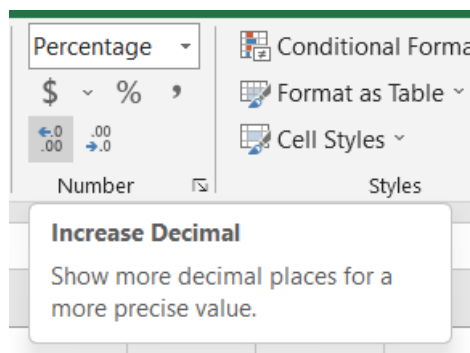 Percentage
Conditional Forma
$ % ,
Format as Table
.0 .00
.00 .0
Cell Styles
Number
Styles
Increase Decimal
Show more decimal places for a
more precise value.